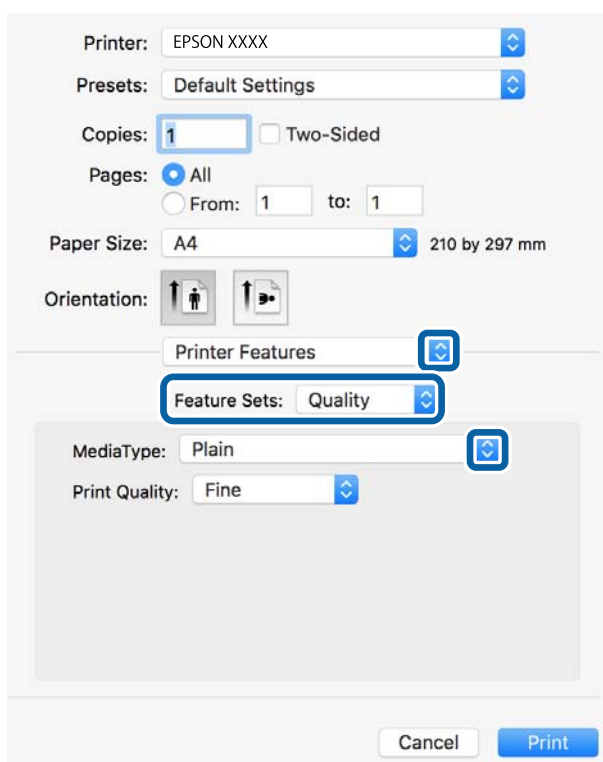 Printer: EPSON XXXX
Presets: Default Settings
Copies: 1 Two-Sided
Pages: All
From: 1 to: 1
Paper Size: A4 210 by 297 mm
Orientation:
Printer Features
Feature Sets: Quality
MediaType: Plain
Print Quality: Fine
Cancel Print